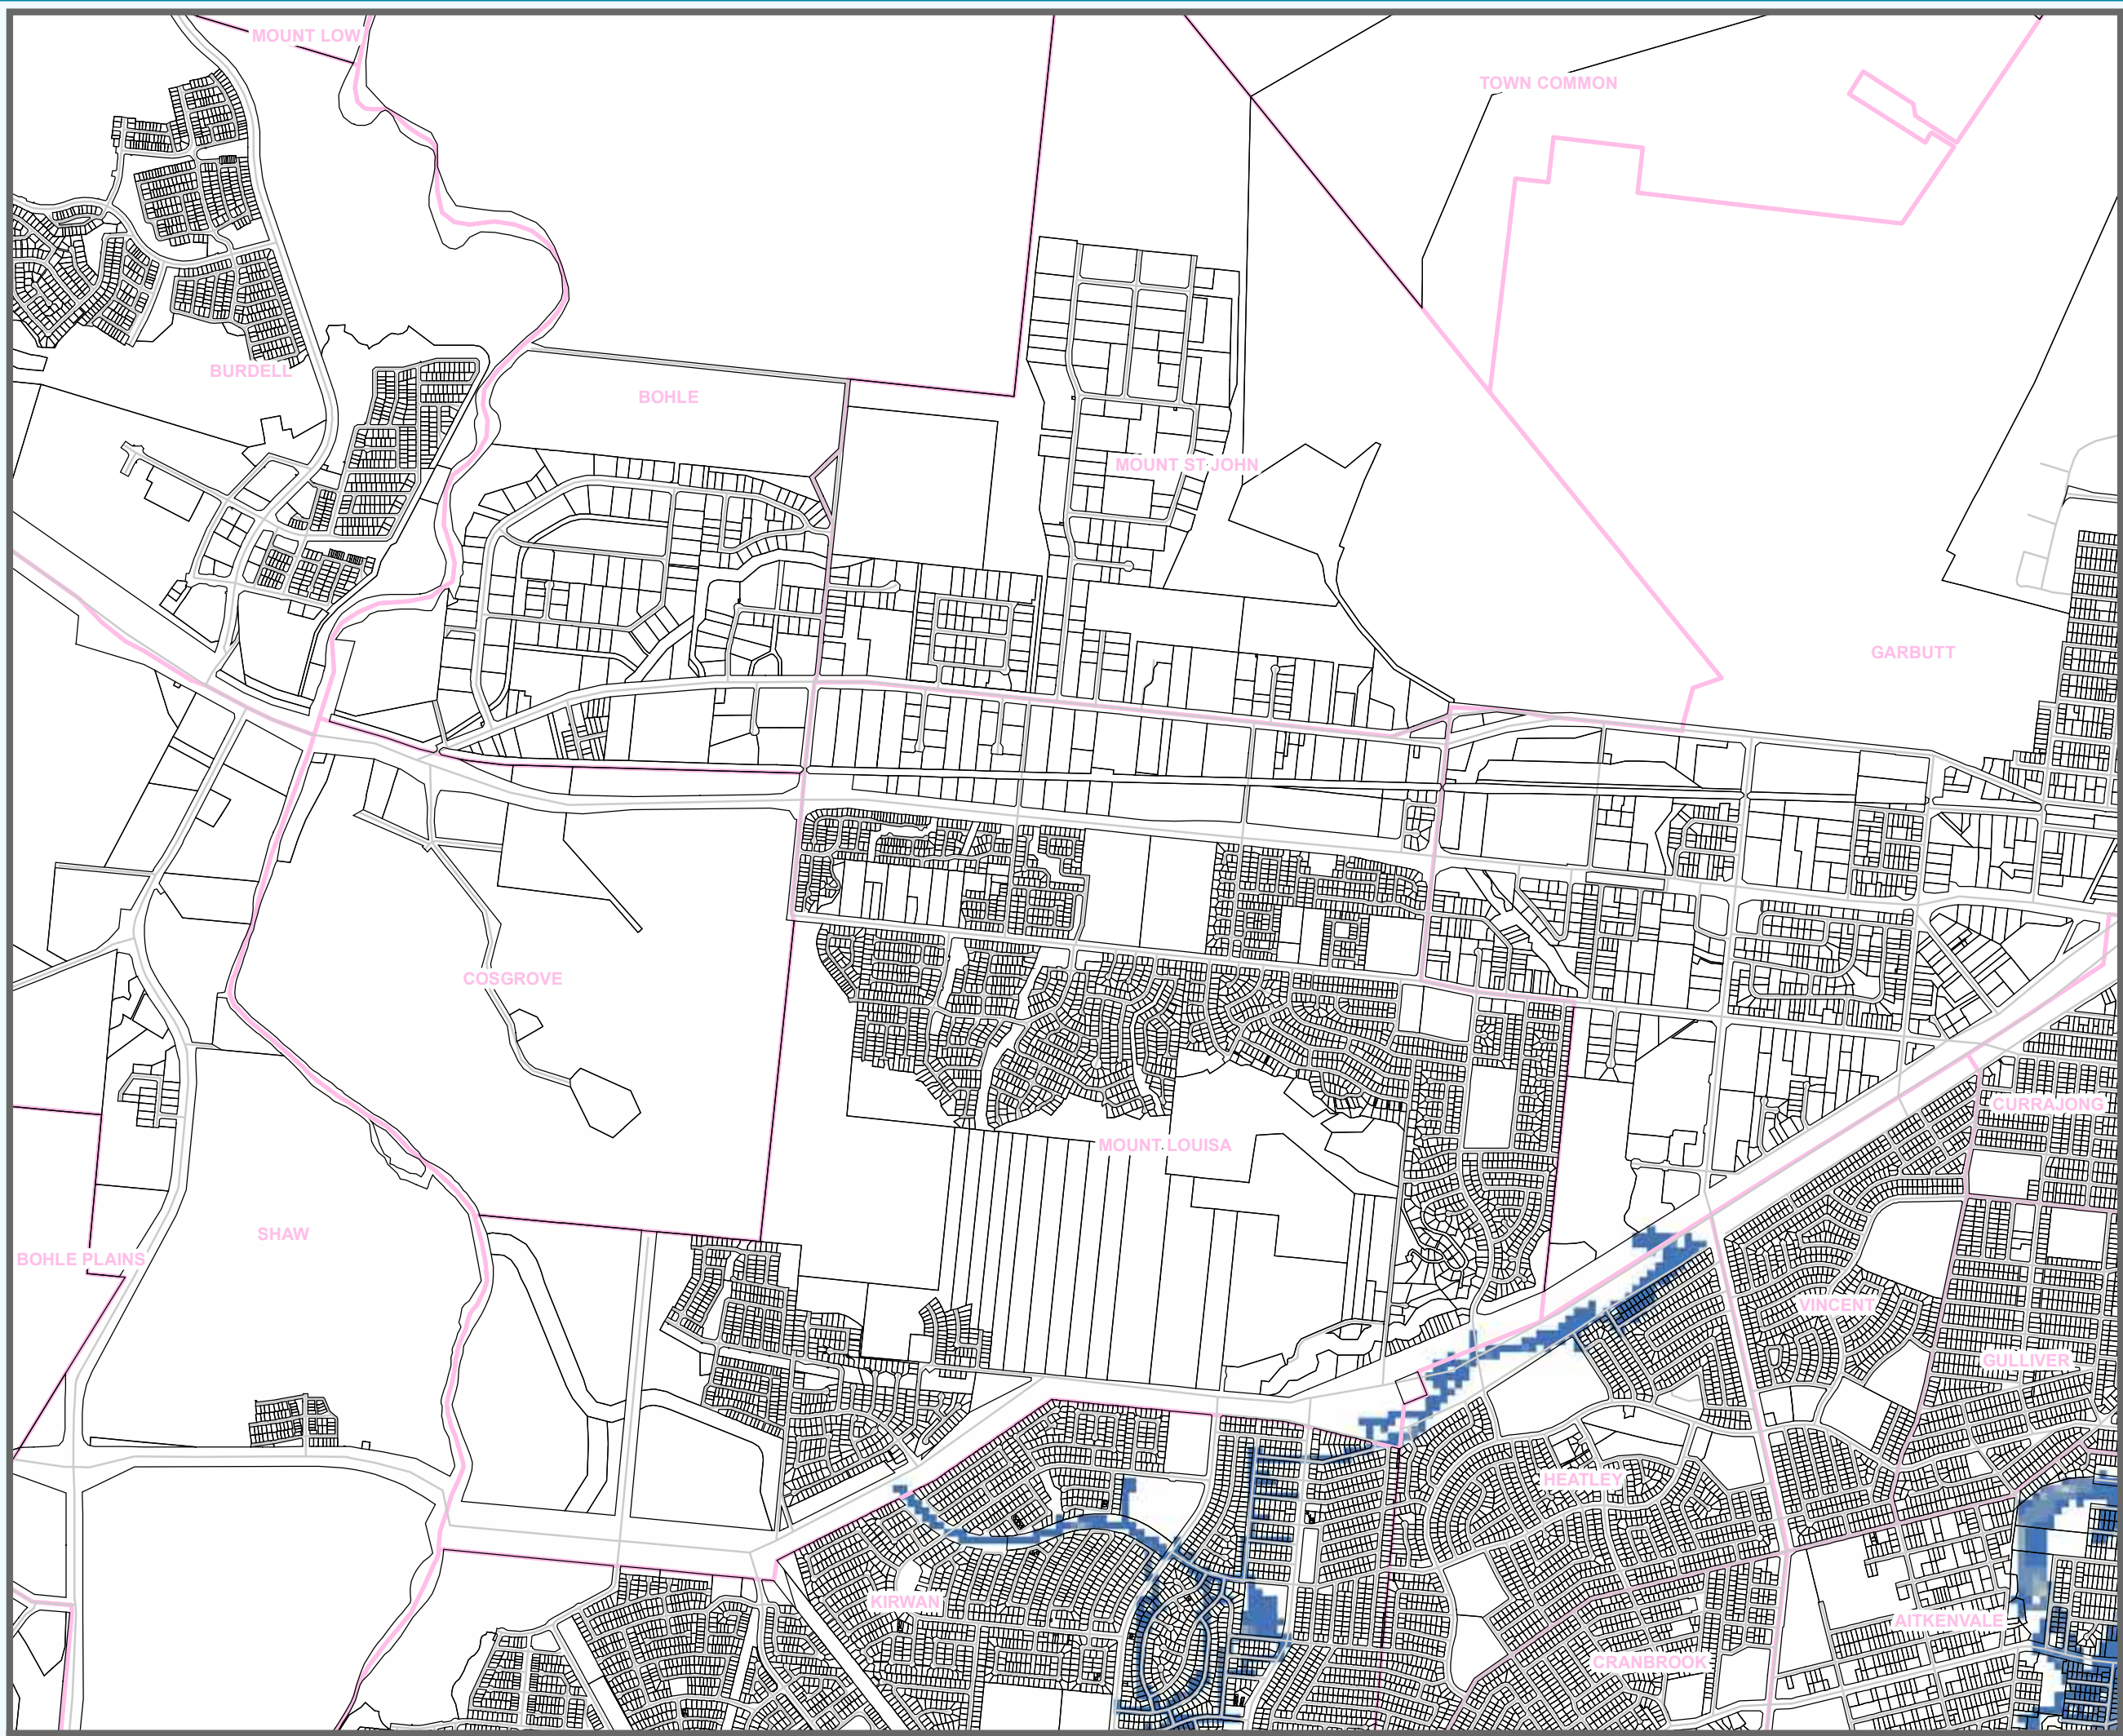 MOUNT LOW
TOWN COMMON
BURDELL
BOHLE
MOUNT ST JOHN
GARBUTT
COSGROVE
CURRAJONG
MOUNT LOUISA
SHAW
BOHLE PLAINS
VINCENT
GULLIVER
HEATLEY
KIRWAN
AITKENVALE
CRANBROOK